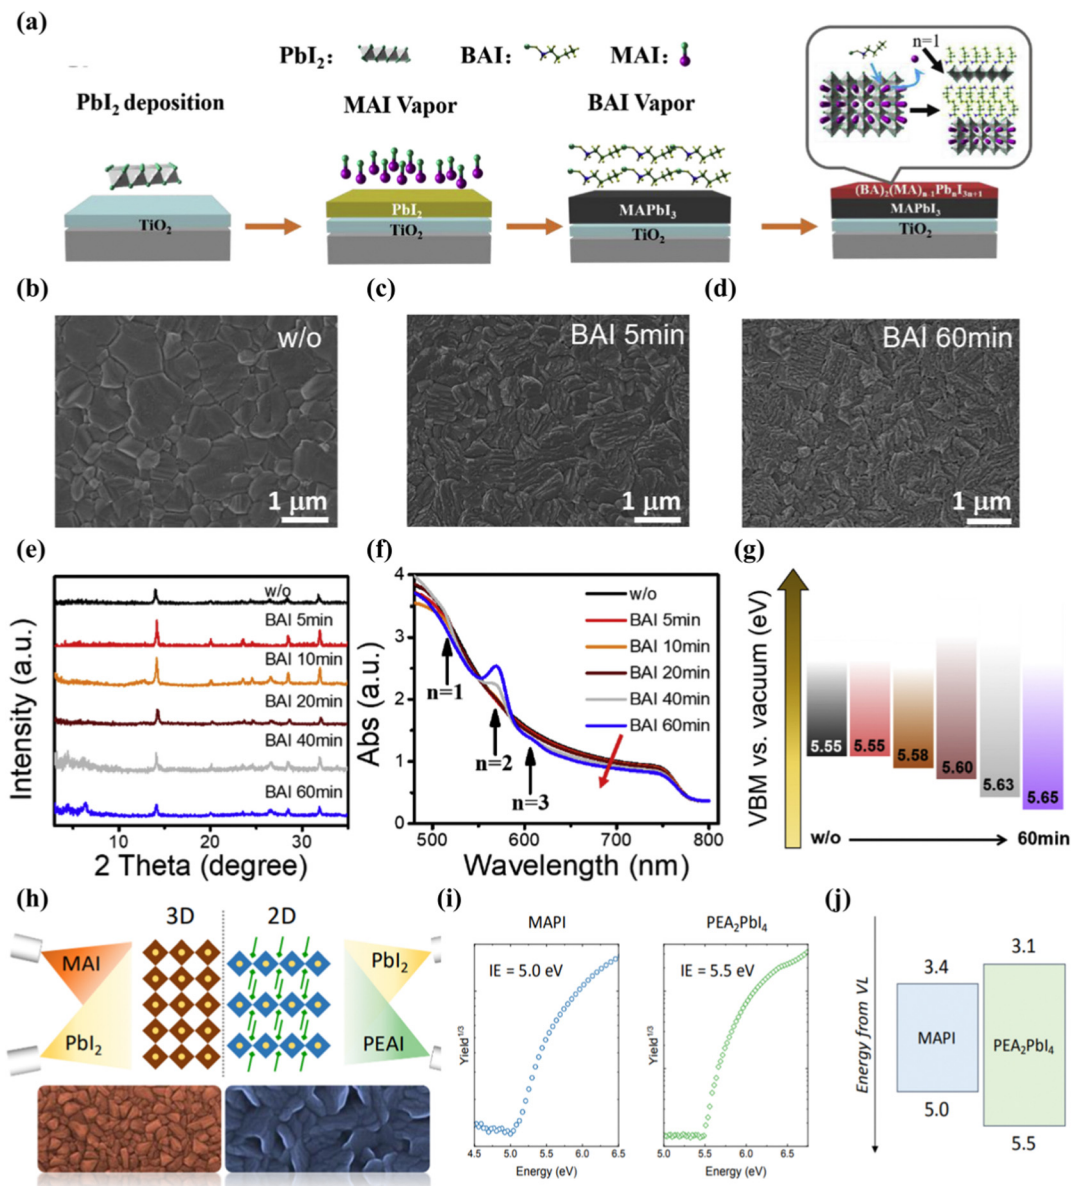 (a)
PbI2:
BAI:
MAI:
n=1
PbI2 deposition
MAI Vapor
BAI Vapor
(BA)2(MA)n-1PbnI3n+1
PbI2
MAPbI3
MAPbI3
TiO2
TiO2
TiO2
TiO2
(b)
(c)
(d)
w/o
BAI 5min
BAI 60min
1 μm
1 μm
1 μm
(e)
(f)
(g)
Intensity (a.u.)
w/o
BAI 5min
BAI 10min
BAI 20min
BAI 40min
BAI 60min
10
20
30
2 Theta (degree)
Abs (a.u.)
4
3
2
1
0
w/o
BAI 5min
BAI 10min
BAI 20min
BAI 40min
BAI 60min
n=1
n=2
n=3
500
600
700
800
Wavelength (nm)
VBM vs. vacuum (eV)
5.55
5.55
5.58
5.60
5.63
5.65
w/o
60min
(h)
3D
2D
MAI
PbI2
PbI2
PEAI
(i)
MAPI
PEA2PbI4
IE = 5.0 eV
IE = 5.5 eV
Yield1/3
Yield1/3
4.5
5.0
5.5
6.0
6.5
5.0
5.5
6.0
6.5
Energy (eV)
Energy (eV)
(j)
Energy from VL
3.4
3.1
MAPI
PEA2PbI4
5.0
5.5